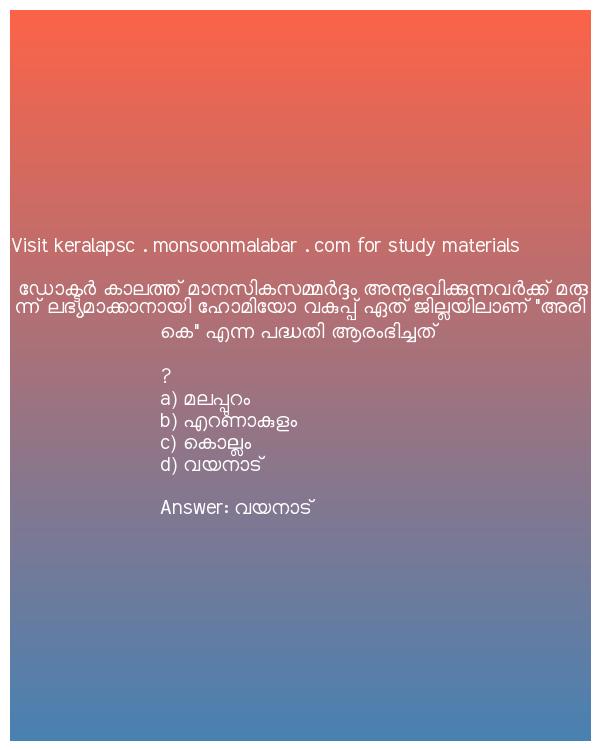 Visit keralapsc . monsoonmalabar . com for study materials
ഡോക്ടർ കാലത്ത് മാനസികസമ്മർദ്ദം അനുഭവിക്കുന്നവർക്ക് മരു
ന്ന് ലഭ്യമാക്കാനായി ഹോമിയോ വകുപ്പ് ഏത് ജില്ലയിലാണ് "അരി
കെ" എന്ന പദ്ധതി ആരംഭിച്ചത്
?
a) മലപ്പുറം
b) എറണാകുളം
c) കൊല്ലം
d) വയനാട്
Answer: വയനാട്